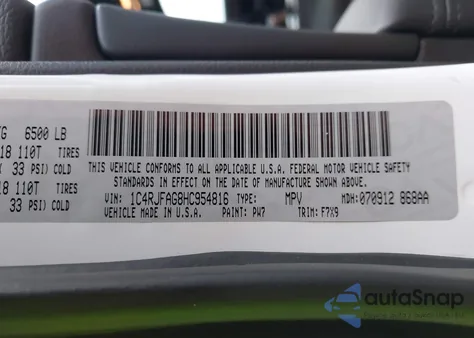 6500 LB
18 110T TIRES
33 PSI) COLD
18 110T TIRES
33 PSI) COLD
THIS VEHICLE CONFORMS TO ALL APPLICABLE U.S.A. FEDERAL MOTOR VEHICLE SAFETY
STANDARDS IN EFFECT ON THE DATE OF MANUFACTURE SHOWN ABOVE.
VIN: 1C4RJFAG8HC954816 TYPE: MPV MDH: 070912 868AA
VEHICLE MADE IN U.S.A. PAINT: PW7 TRIM: F7X9
autaSnap